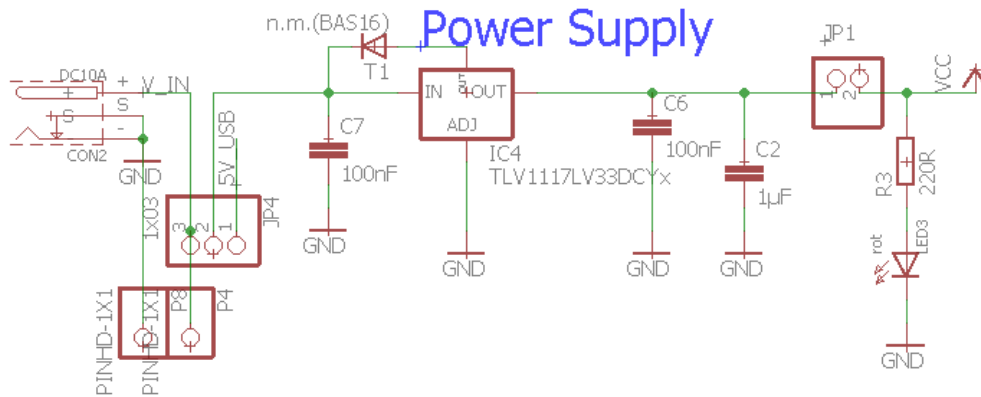 Power Supply
n.m.(BAS16)
T1
JP1
DC10A
+
V_IN
S
S
-
CON2
GND
5V_USB
IN
OUT
ADJ
IC4
TLV1117LV33DCYx
C7
100nF
GND
GND
C6
100nF
GND
C2
1µF
GND
1
2
VCC
R3
220R
rot
LED3
GND
1x03
3
2
1
JP4
PINHD-1X1
PINHD-1X1
P8
P4